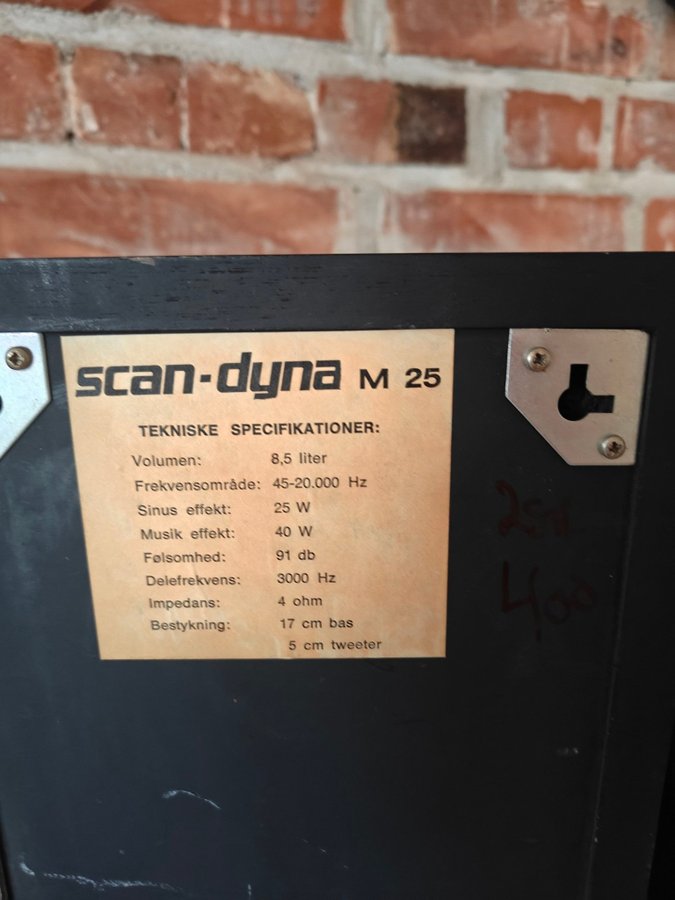 scan-dyna M 25
TEKNISKE SPECIFIKATIONER:
Volumen: 8,5 liter
Frekvensområde: 45-20.000 Hz
Sinus effekt: 25 W
Musik effekt: 40 W
Følsomhed: 91 db
Delefrekvens: 3000 Hz
Impedans: 4 ohm
Bestykning: 17 cm bas
5 cm tweeter